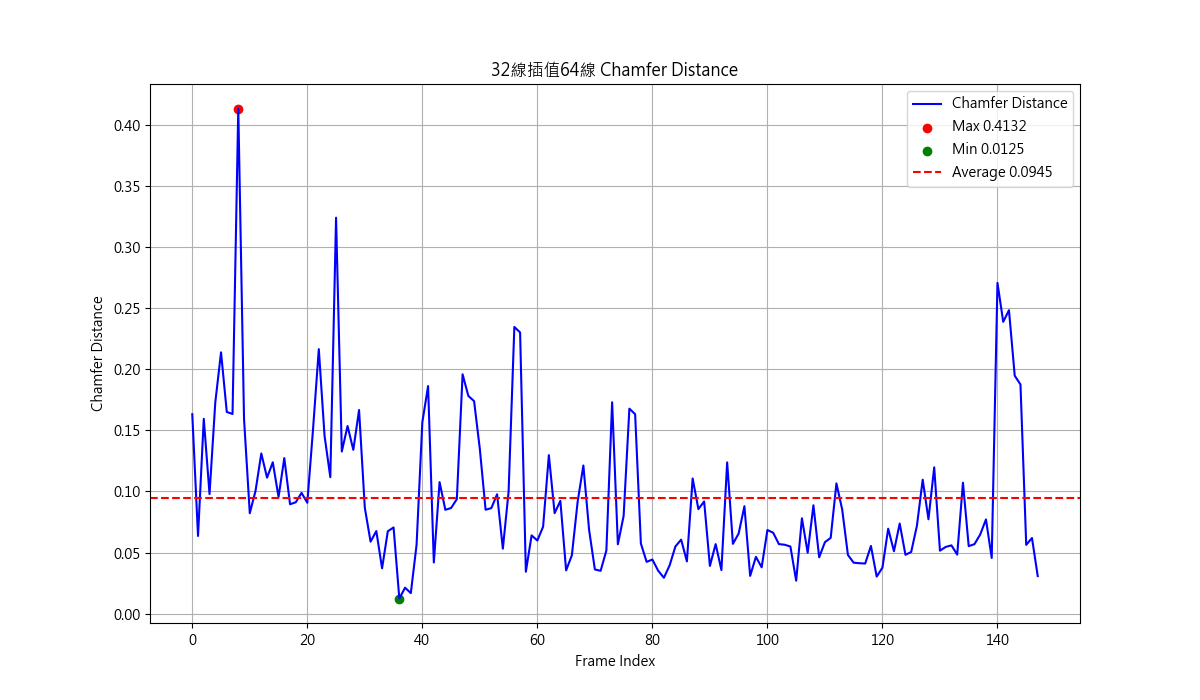 32線插值64線 Chamfer Distance
Chamfer Distance
Max 0.4132
Min 0.0125
Average 0.0945
Chamfer Distance
0.40
0.35
0.30
0.25
0.20
0.15
0.10
0.05
0.00
0 20 40 60 80 100 120 140
Frame Index